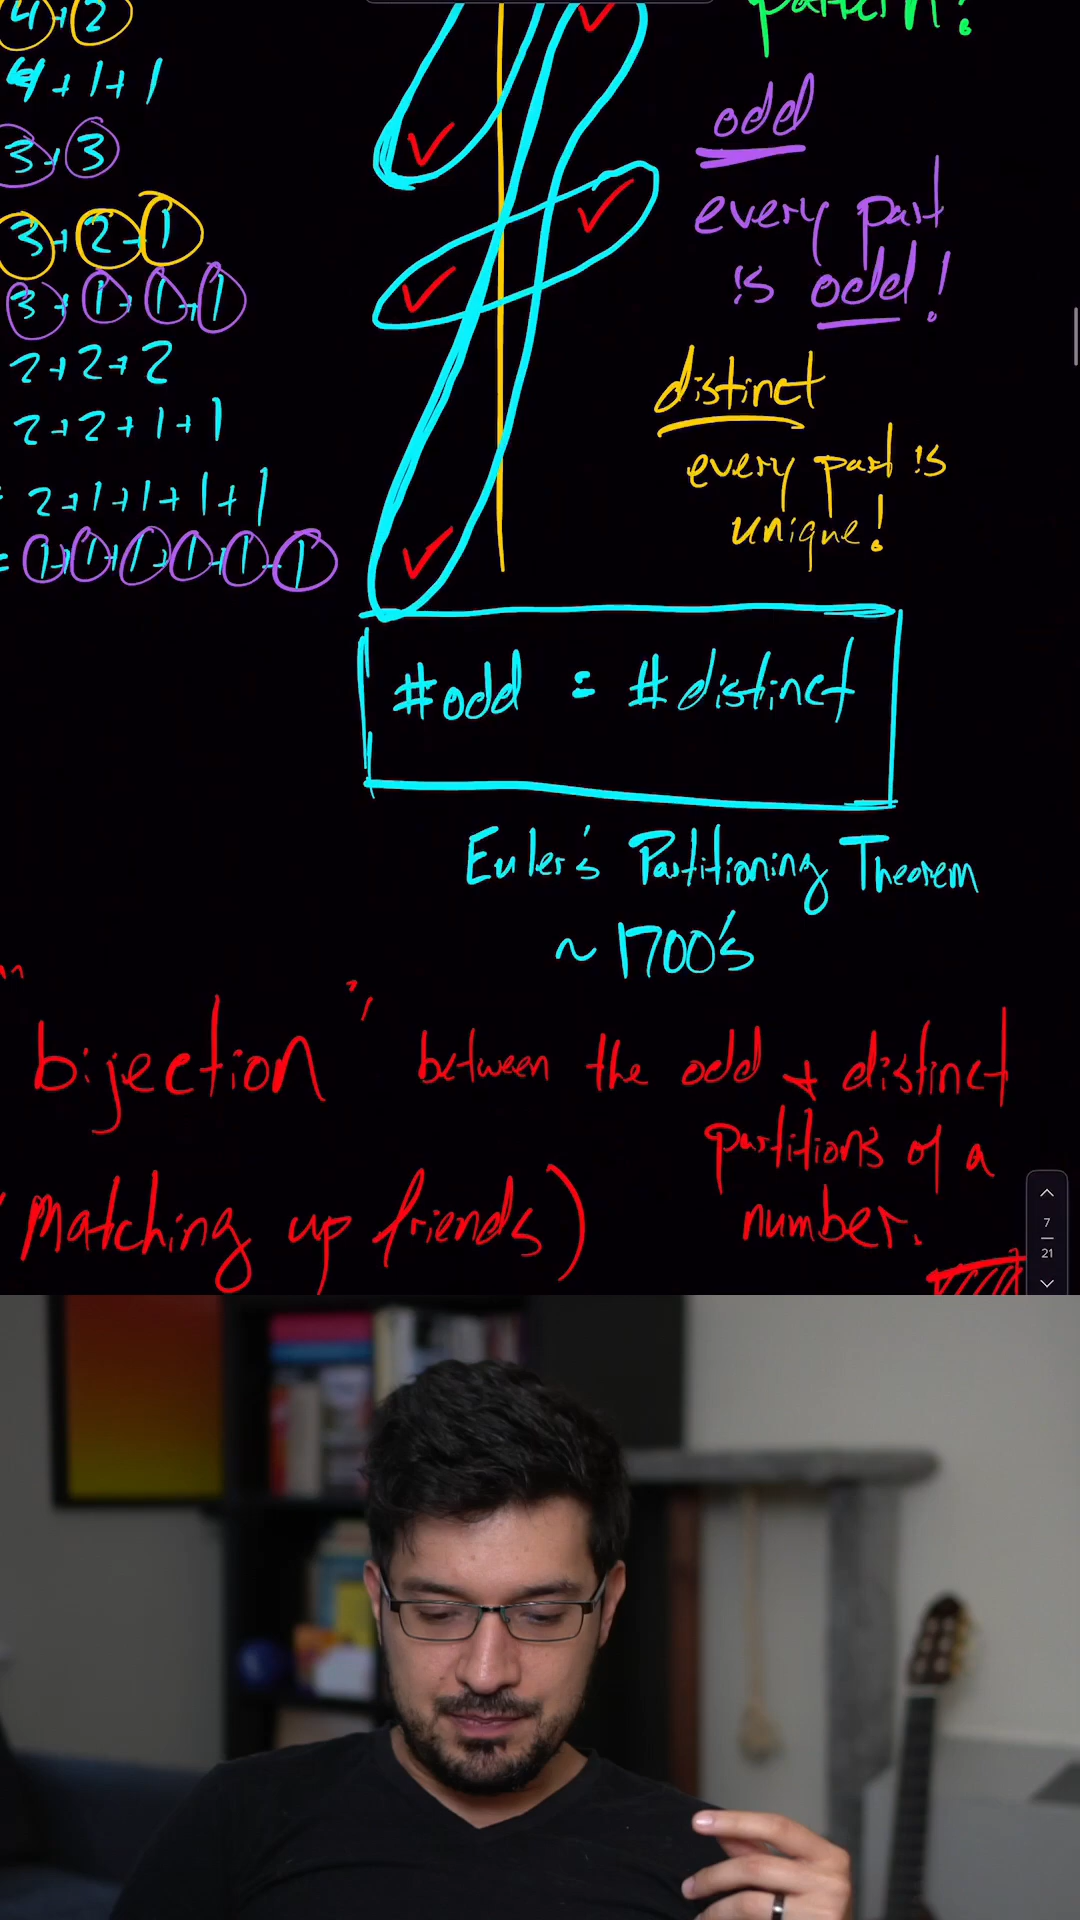 4+2
4+1+1
3+3
3+2+1
3+1+1+1
2+2+2
2+2+1+1
= 2+1+1+1+1
= 1+1+1+1+1+1
pattern!
odd
every part
is odd!
distinct
every part is
unique!
#odd = #distinct
Euler's Partitioning Theorem
~ 1700's
"bijection" between the odd + distinct
partitions of a
number.
(Matching up friends)
7
21